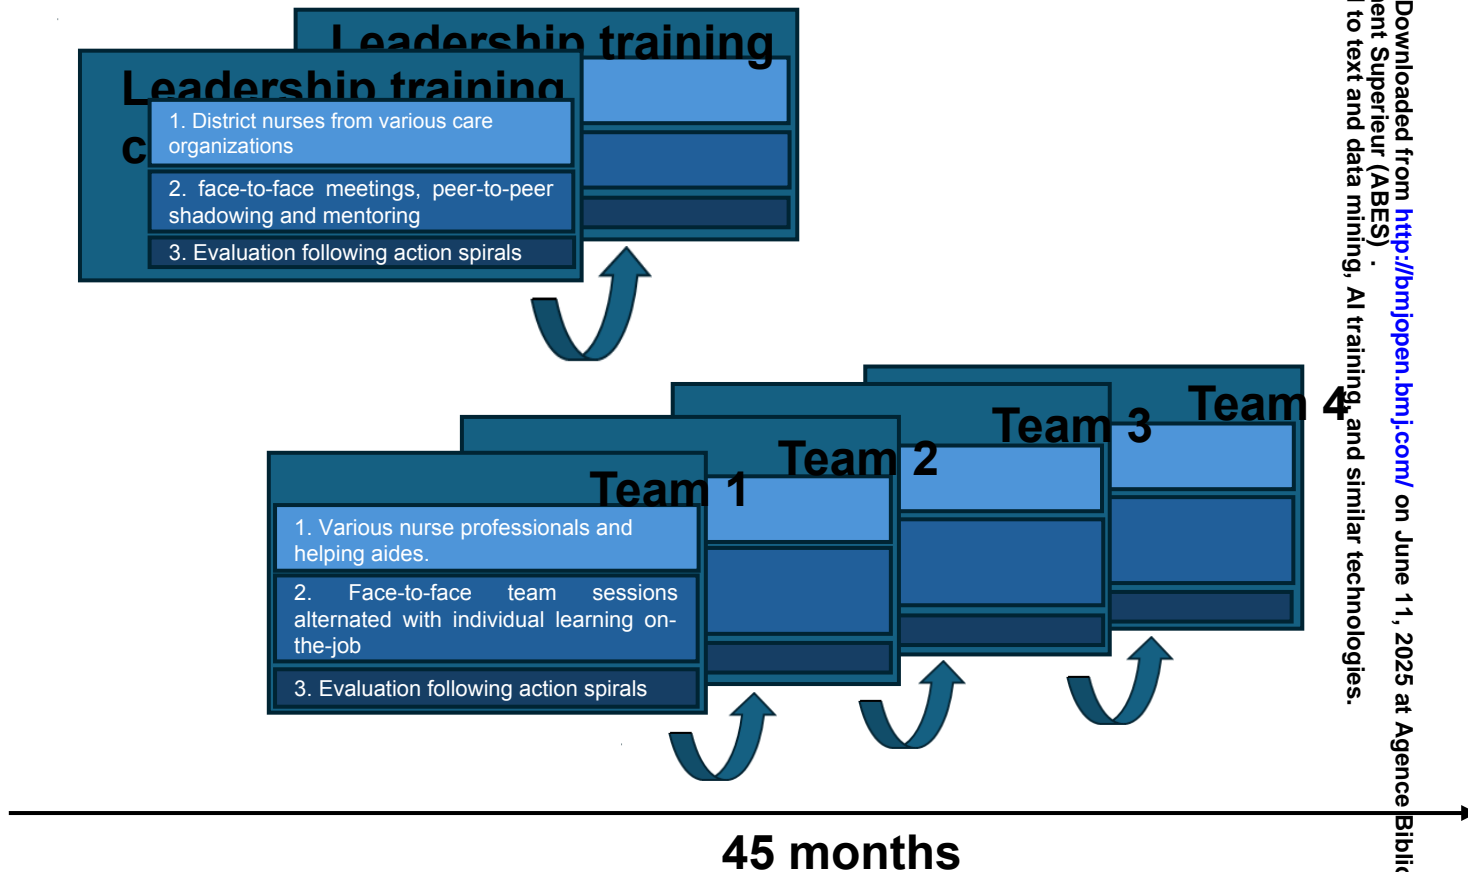 Leadership training
Leadership training
c
1. District nurses from various care
organizations
2. face-to-face meetings, peer-to-peer
shadowing and mentoring
3. Evaluation following action spirals
Team 1
Team 2
Team 3
Team 4
1. Various nurse professionals and
helping aides.
2. Face-to-face team sessions
alternated with individual learning on-
the-job
3. Evaluation following action spirals
45 months
Downloaded from http://bmjopen.bmj.com/ on June 11, 2025 at Agence
Superieur (ABES) .
to text and data mining, AI training, and similar technologies.